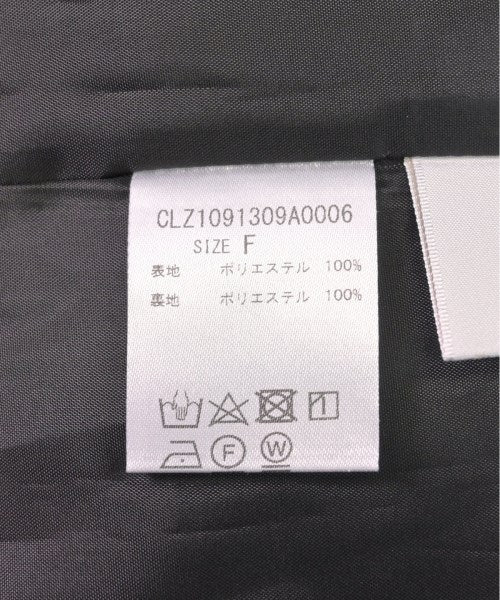 CLZ1091309A0006
SIZE F
表地 ポリエステル 100%
裏地 ポリエステル 100%
F W